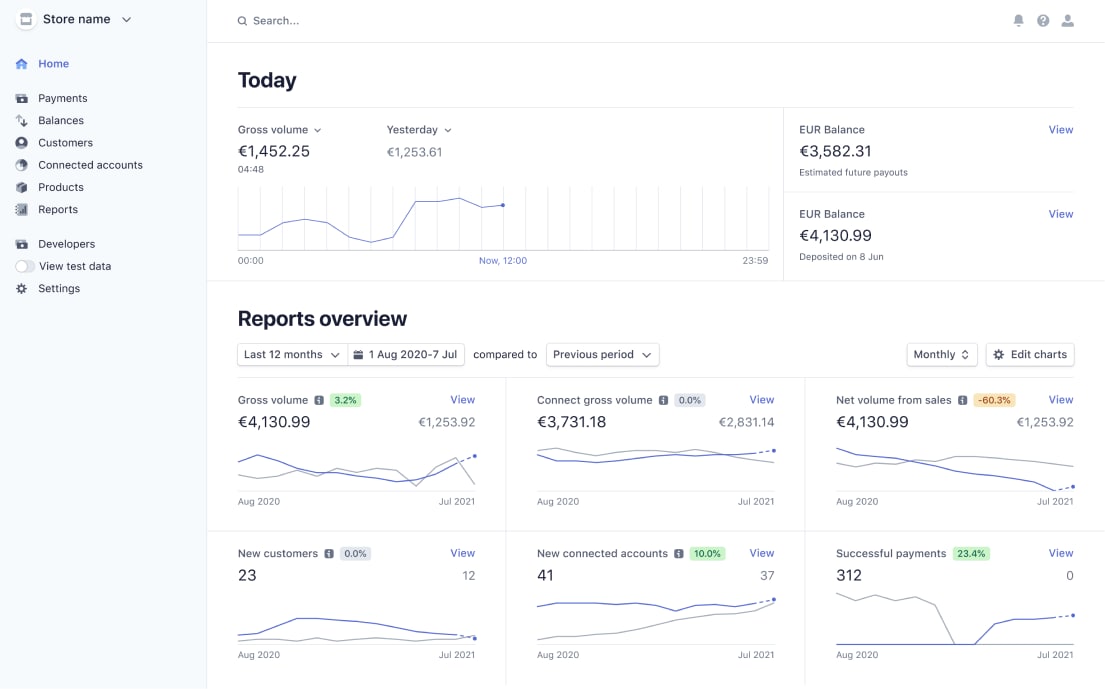 Store name
Search...
Home
Payments
Balances
Customers
Connected accounts
Products
Reports
Developers
View test data
Settings
Today
Gross volume
Yesterday
€1,452.25
€1,253.61
04:48
00:00
Now, 12:00
23:59
EUR Balance
View
€3,582.31
Estimated future payouts
EUR Balance
View
€4,130.99
Deposited on 8 Jun
Reports overview
Last 12 months
1 Aug 2020-7 Jul
compared to
Previous period
Monthly
Edit charts
Gross volume 3.2% View
€4,130.99 €1,253.92
Aug 2020 Jul 2021
Connect gross volume 0.0% View
€3,731.18 €2,831.14
Aug 2020 Jul 2021
Net volume from sales -60.3% View
€4,130.99 €1,253.92
Aug 2020 Jul 2021
New customers 0.0% View
23 12
Aug 2020 Jul 2021
New connected accounts 10.0% View
41 37
Aug 2020 Jul 2021
Successful payments 23.4% View
312 0
Aug 2020 Jul 2021